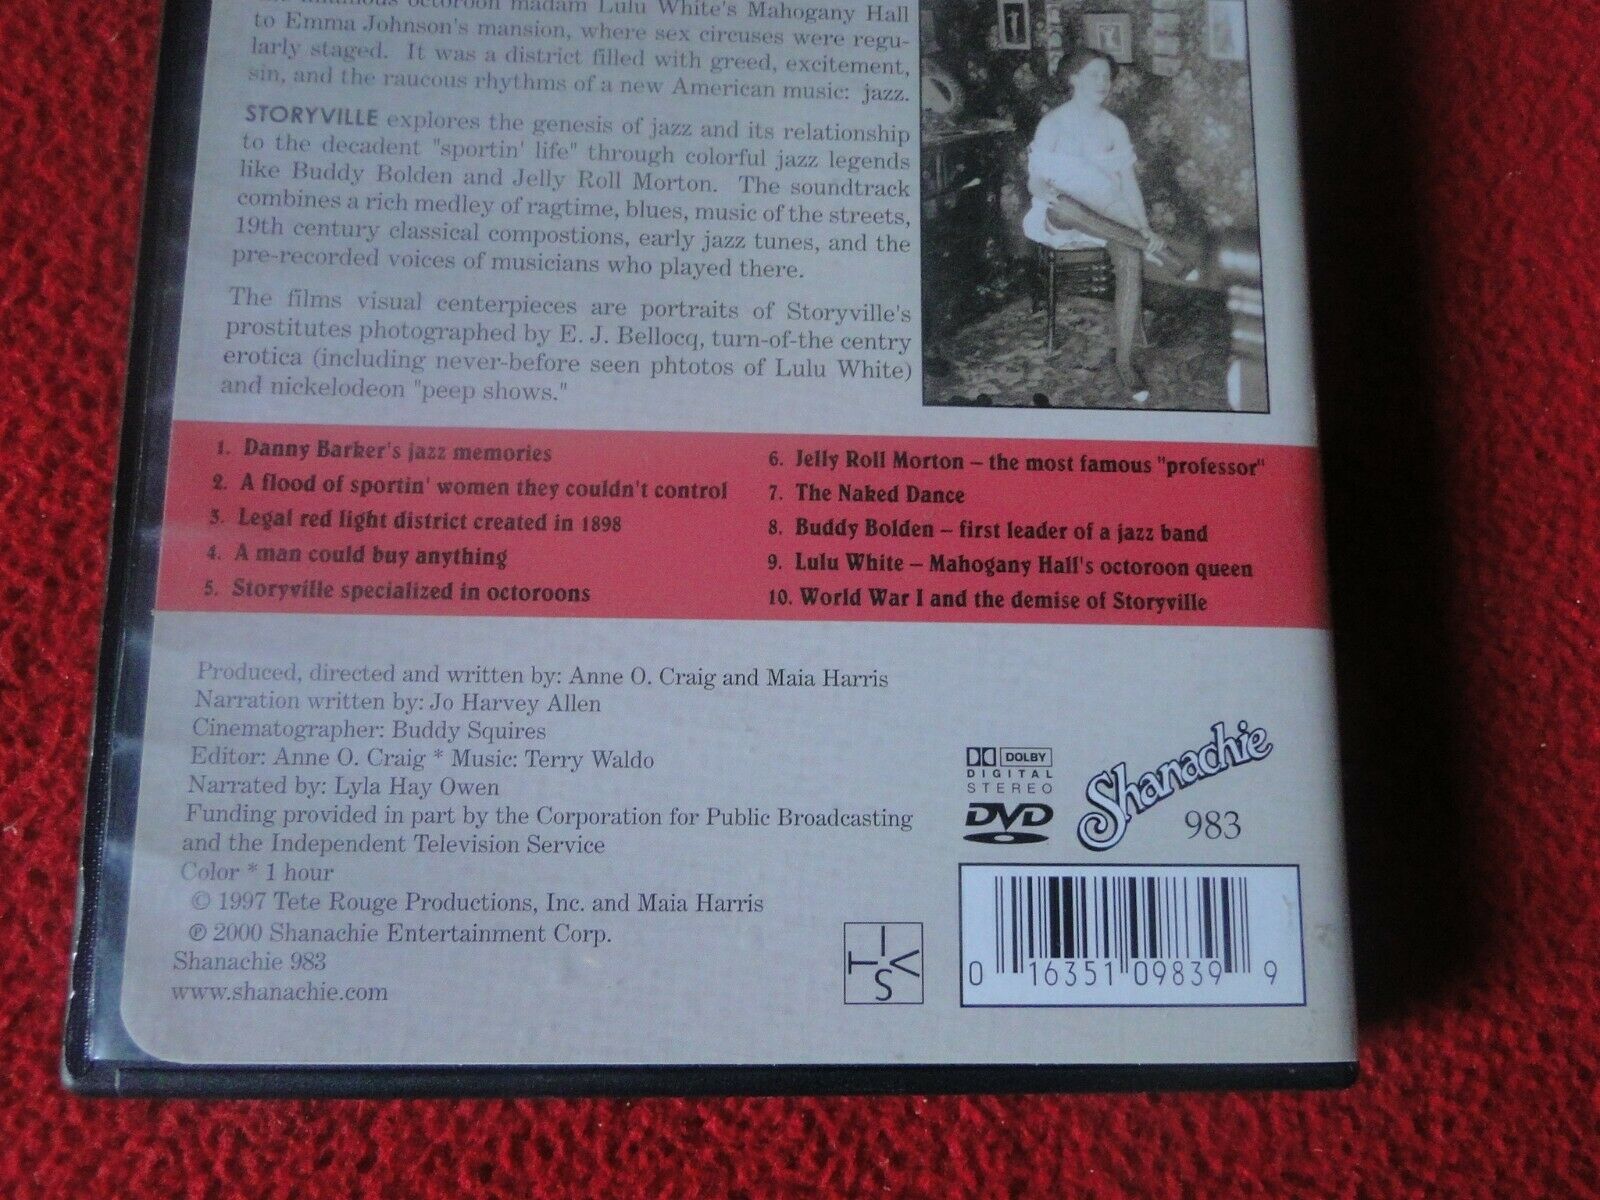 octoroon madam Lulu White's Mahogany Hall
to Emma Johnson's mansion, where sex circuses were regu-
larly staged. It was a district filled with greed, excitement,
sin, and the raucous rhythms of a new American music: jazz.
STORYVILLE explores the genesis of jazz and its relationship
to the decadent "sportin' life" through colorful jazz legends
like Buddy Bolden and Jelly Roll Morton. The soundtrack
combines a rich medley of ragtime, blues, music of the streets,
19th century classical compostions, early jazz tunes, and the
pre-recorded voices of musicians who played there.
The films visual centerpieces are portraits of Storyville's
prostitutes photographed by E. J. Bellocq, turn-of-the centry
erotica (including never-before seen phtotos of Lulu White)
and nickelodeon "peep shows."
1. Danny Barker's jazz memories
2. A flood of sportin' women they couldn't control
3. Legal red light district created in 1898
4. A man could buy anything
5. Storyville specialized in octoroons
6. Jelly Roll Morton – the most famous "professor"
7. The Naked Dance
8. Buddy Bolden – first leader of a jazz band
9. Lulu White – Mahogany Hall's octoroon queen
10. World War I and the demise of Storyville
Produced, directed and written by: Anne O. Craig and Maia Harris
Narration written by: Jo Harvey Allen
Cinematographer: Buddy Squires
Editor: Anne O. Craig * Music: Terry Waldo
Narrated by: Lyla Hay Owen
Funding provided in part by the Corporation for Public Broadcasting
and the Independent Television Service
Color * 1 hour
© 1997 Tete Rouge Productions, Inc. and Maia Harris
℗ 2000 Shanachie Entertainment Corp.
Shanachie 983
www.shanachie.com
DOLBY
DIGITAL
STEREO
DVD
Shanachie
983
I T V S
0 16351 09839 9